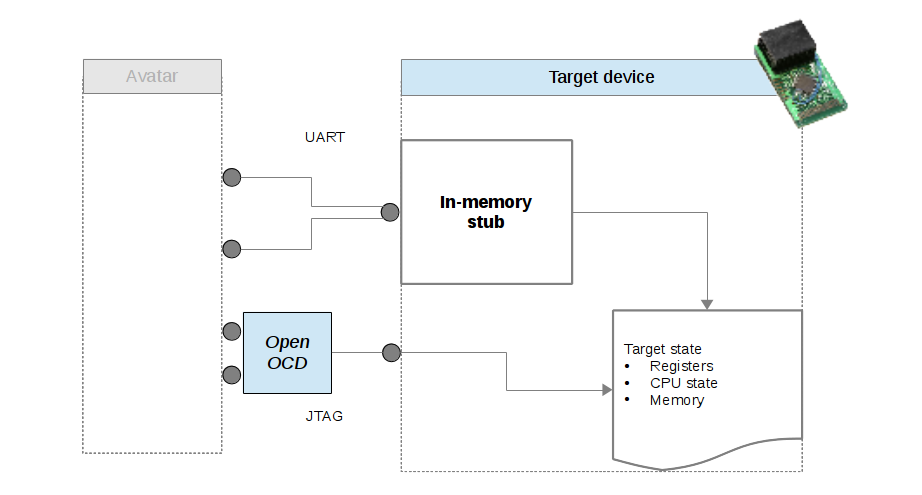 Avatar
Target device
UART
In-memory
stub
Open
OCD
JTAG
Target state
• Registers
• CPU state
• Memory